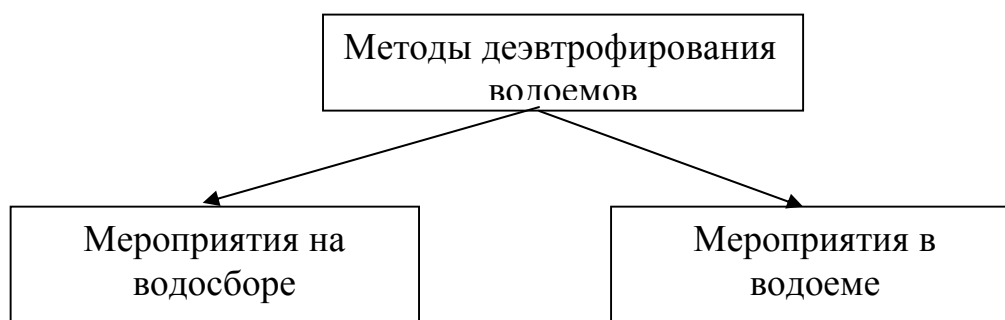 Методы деэвтрофирования
водоемов
Мероприятия на
водосборе
Мероприятия в
водоеме